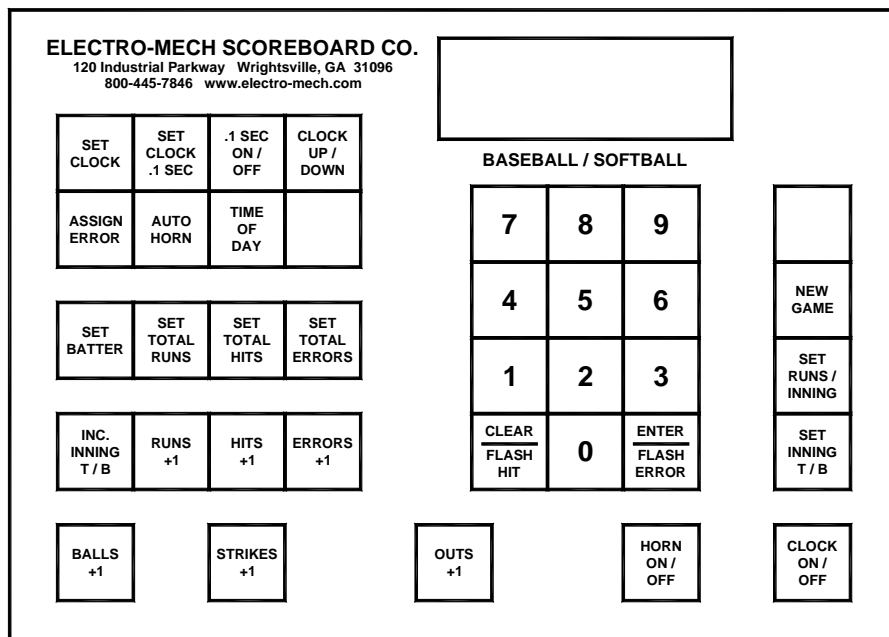 ELECTRO-MECH SCOREBOARD CO.
120 Industrial Parkway Wrightsville, GA 31096
800-445-7846 www.electro-mech.com
SET
CLOCK
SET
CLOCK
.1 SEC
.1 SEC
ON /
OFF
CLOCK
UP /
DOWN
ASSIGN
ERROR
AUTO
HORN
TIME
OF
DAY
SET
BATTER
SET
TOTAL
RUNS
SET
TOTAL
HITS
SET
TOTAL
ERRORS
INC.
INNING
T / B
RUNS
+1
HITS
+1
ERRORS
+1
BASEBALL / SOFTBALL
7
8
9
4
5
6
1
2
3
CLEAR
FLASH
HIT
0
ENTER
FLASH
ERROR
NEW
GAME
SET
RUNS /
INNING
SET
INNING
T / B
BALLS
+1
STRIKES
+1
OUTS
+1
HORN
ON /
OFF
CLOCK
ON /
OFF